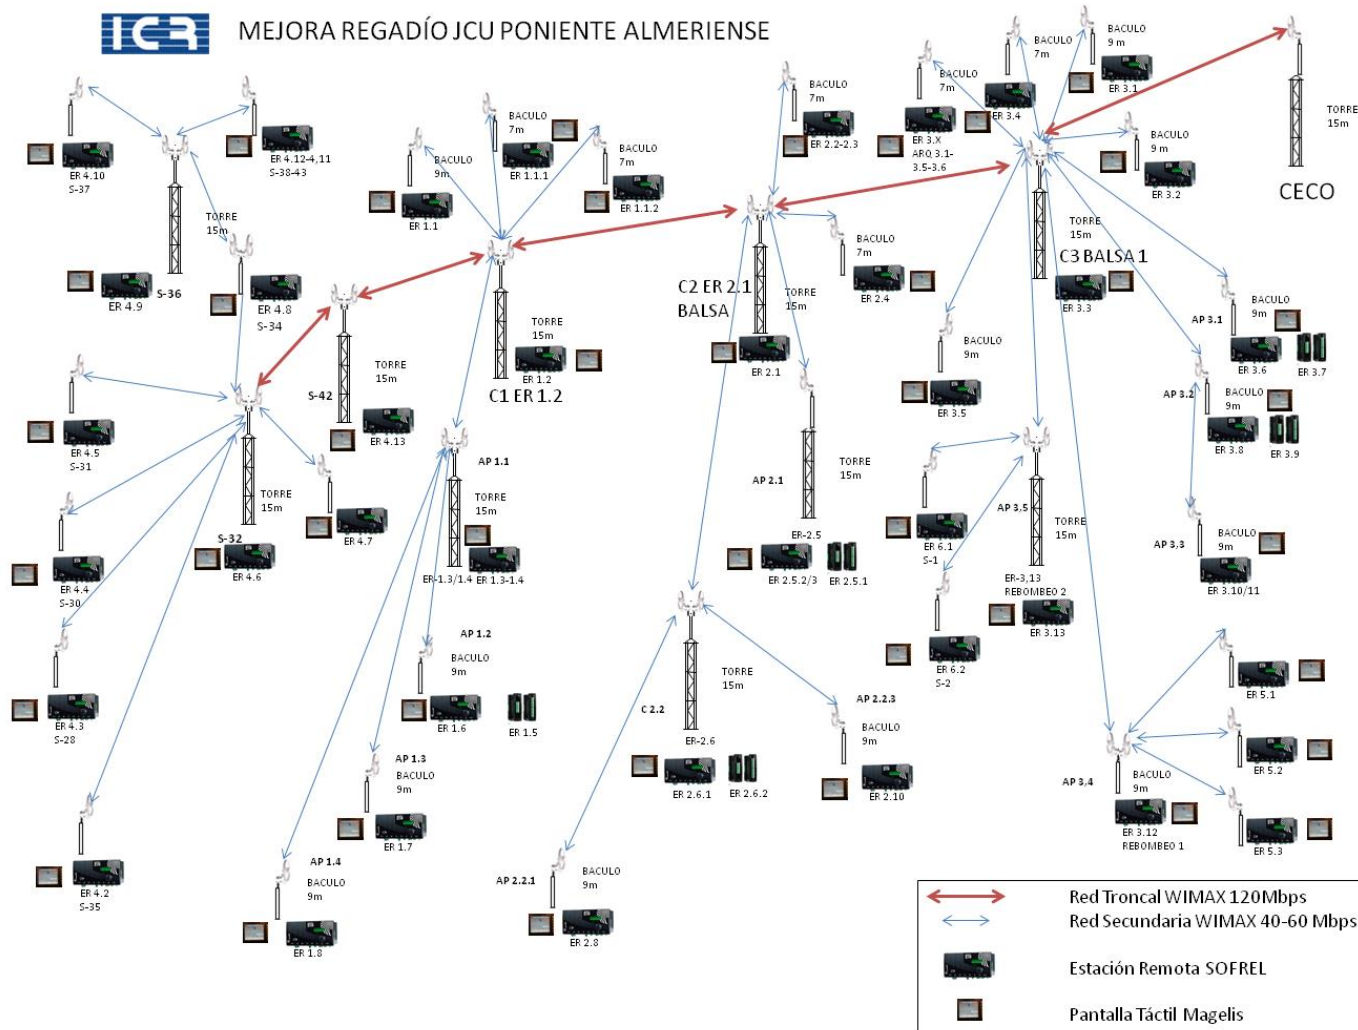 ICR
MEJORA REGADÍO JCU PONIENTE ALMERIENSE
BACULO
7m
BACULO
9 m
ER 3.4
ER 3.1
TORRE
15m
CECO
BACULO
7m
ER 3.X
ARQ 3.1-
3.5-3.6
BACULO
7m
ER 2.2-2.3
BACULO
9 m
ER 3.2
ER 4.10
S-37
ER 4.12-4,11
S-38-43
BACULO
7m
ER 1.1.1
BACULO
9m
ER 1.1
BACULO
7m
ER 1.1.2
TORRE
15m
ER 4.9
S-36
ER 4.8
S-34
TORRE
15m
C3 BALSA 1
ER 3.3
BACULO
7m
ER 2.4
C2 ER 2.1
BALSA
TORRE
15m
ER 2.1
TORRE
15m
ER 1.2
C1 ER 1.2
TORRE
15m
S-42
ER 4.13
AP 3.1
BACULO
9m
ER 3.6
ER 3.7
BACULO
9m
ER 3.5
AP 3.2
BACULO
9m
ER 3.8
ER 3.9
ER 4.5
S-31
TORRE
15m
S-32
ER 4.6
ER 4.7
AP 1.1
TORRE
15m
ER-1.3/1.4
ER 1.3-1.4
AP 2.1
TORRE
15m
ER-2.5
ER 2.5.2/3
ER 2.5.1
ER 6.1
S-1
AP 3,5
TORRE
15m
ER-3,13
REBOMBEO 2
ER 3.13
AP 3,3
BACULO
9m
ER 3.10/11
ER 4.4
S-30
ER 6.2
S-2
ER 4.3
S-28
AP 1.2
BACULO
9m
ER 1.6
ER 1.5
TORRE
15m
C 2.2
ER-2.6
ER 2.6.1
ER 2.6.2
AP 2.2.3
BACULO
9m
ER 2.10
ER 5.1
ER 5.2
AP 3.4
BACULO
9m
ER 3.12
REBOMBEO 1
ER 5.3
AP 1.3
BACULO
9m
ER 1.7
ER 4.2
S-35
AP 1.4
BACULO
9m
ER 1.8
AP 2.2.1
BACULO
9m
ER 2.8
Red Troncal WIMAX 120Mbps
Red Secundaria WIMAX 40-60 Mbps
Estación Remota SOFREL
Pantalla Táctil Magelis